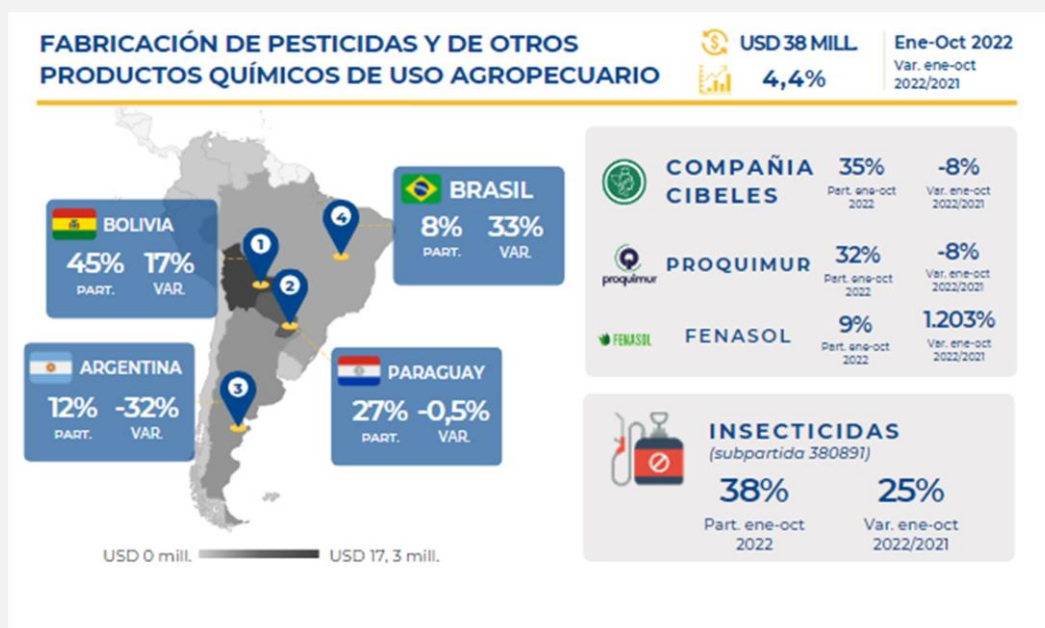 FABRICACIÓN DE PESTICIDAS Y DE OTROS
PRODUCTOS QUÍMICOS DE USO AGROPECUARIO
USD 38 MILL.
4,4%
Ene-Oct 2022
Var. ene-oct
2022/2021
BRASIL
8% 33%
PART. VAR.
BOLIVIA
45% 17%
PART. VAR.
4
1
2
3
ARGENTINA
12% -32%
PART. VAR.
PARAGUAY
27% -0,5%
PART. VAR.
USD 0 mill.
USD 17, 3 mill.
COMPAÑIA
CIBELES
35%
Part. ene-oct
2022
-8%
Var. ene-oct
2022/2021
proquimur
PROQUIMUR
32%
Part. ene-oct
2022
-8%
Var. ene-oct
2022/2021
FENASOL
FENASOL
9%
Part. ene-oct
2022
1.203%
Var. ene-oct
2022/2021
INSECTICIDAS
(subpartida 380891)
38%
Part. ene-oct
2022
25%
Var. ene-oct
2022/2021